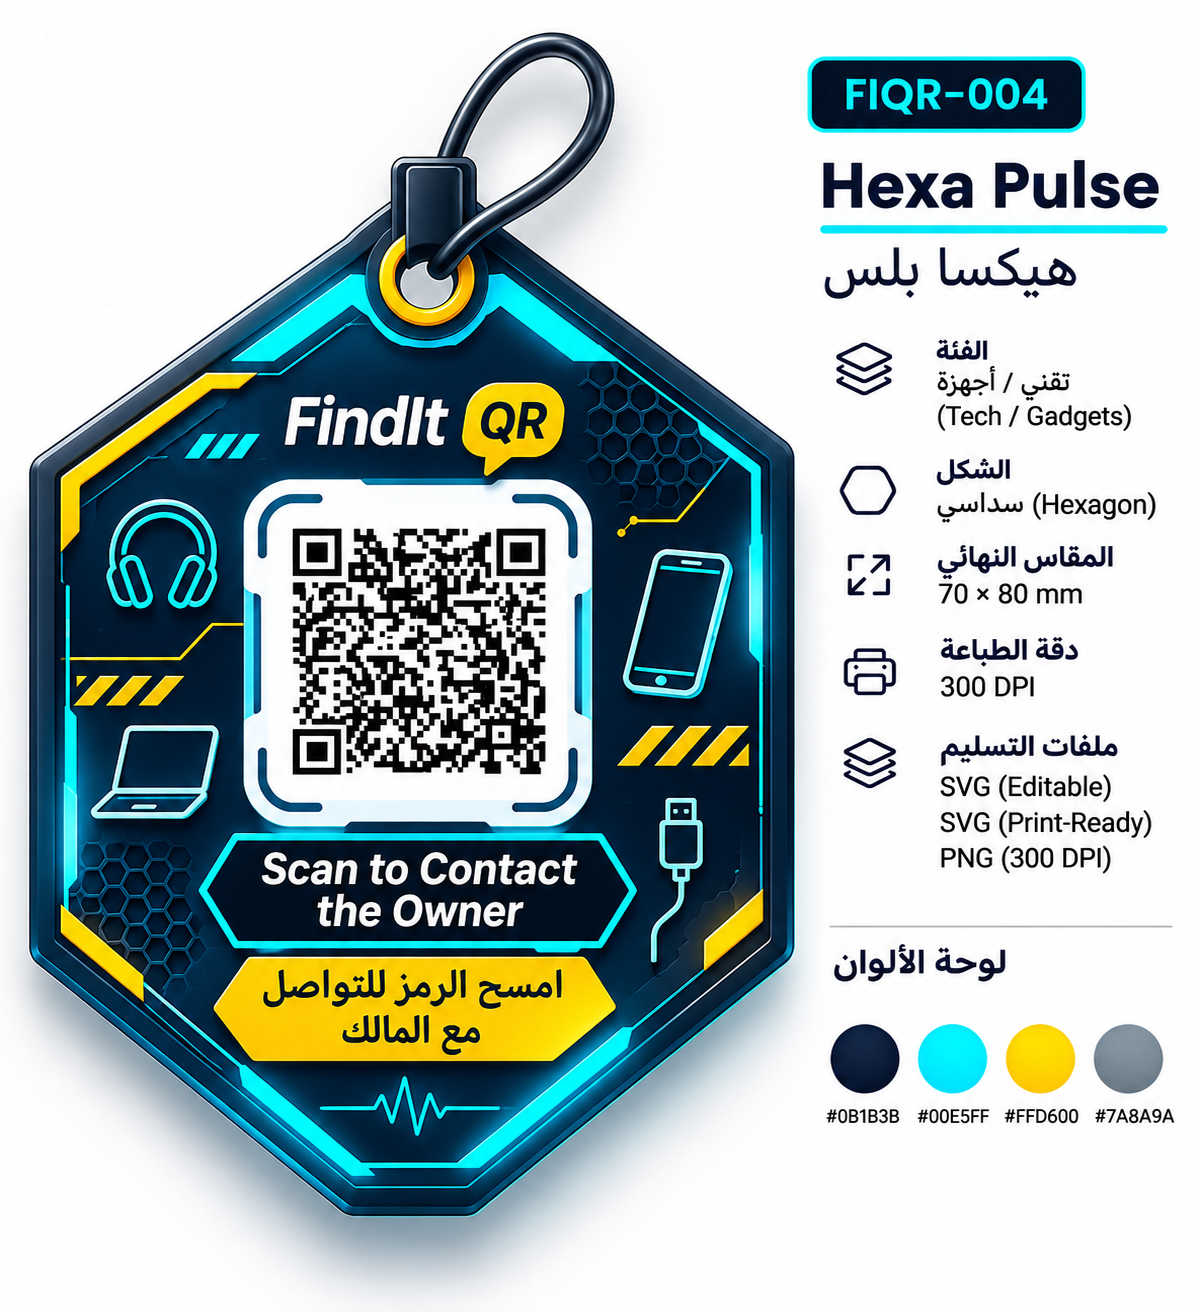 FindIt QR
Scan to Contact
the Owner
امسح الرمز للتواصل
مع المالك
FIQR-004
Hexa Pulse
هيكسا بلس
الفئة
تقني / أجهزة
(Tech / Gadgets)
الشكل
سداسي (Hexagon)
المقاس النهائي
70 × 80 mm
دقة الطباعة
300 DPI
ملفات التسليم
SVG (Editable)
SVG (Print-Ready)
PNG (300 DPI)
لوحة الألوان
#0B1B3B #00E5FF #FFD600 #7A8A9A